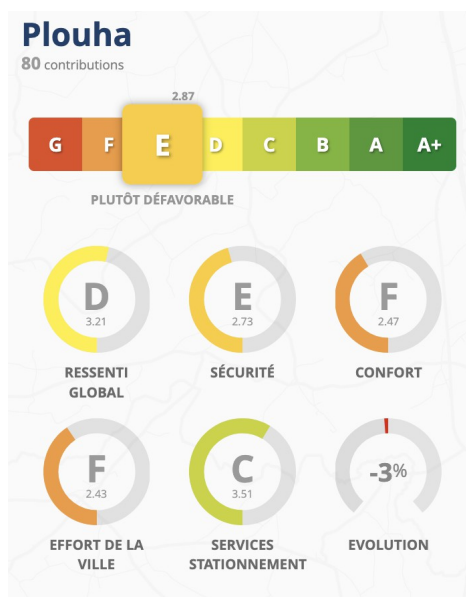 Plouha
80 contributions
2.87
G F E D C B A A+
PLUTÔT DÉFAVORABLE
D
3.21
RESSENTI
GLOBAL
E
2.73
SÉCURITÉ
F
2.47
CONFORT
F
2.43
EFFORT DE LA
VILLE
C
3.51
SERVICES
STATIONNEMENT
-3%
EVOLUTION